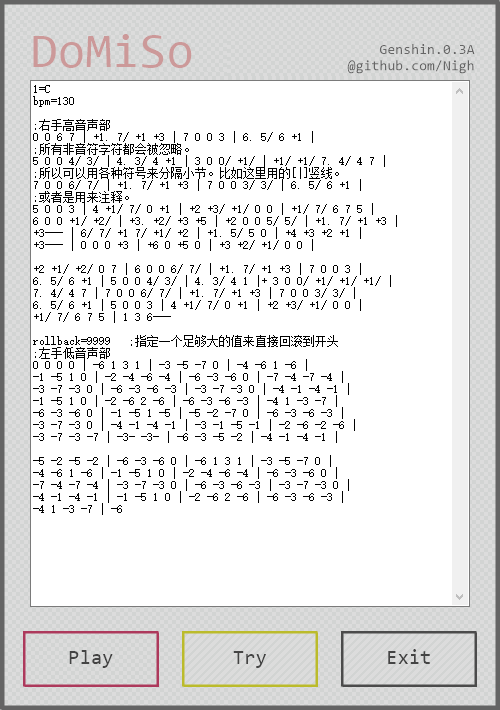 DoMiSo
Genshin.0.3A
@github.com/Nigh
1=C
bpm=130
;右手高音声部
0 0 6 7 | +1. 7/ +1 +3 | 7 0 0 3 | 6. 5/ 6 +1 |
;所有非音符字符都会被忽略。
5 0 0 4/ 3/ | 4. 3/ 4 +1 | 3 0 0/ +1/ | +1/ +1/ 7. 4/ 4 7 |
;所以可以用各种符号来分隔小节。比如这里用的[|]竖线。
7 0 0 6/ 7/ | +1. 7/ +1 +3 | 7 0 0 3/ 3/ | 6. 5/ 6 +1 |
;或者是用来注释。
5 0 0 3 | 4 +1/ 7/ 0 +1 | +2 +3/ +1/ 0 0 | +1/ 7/ 6 7 5 |
6 0 0 +1/ +2/ | +3. +2/ +3 +5 | +2 0 0 5/ 5/ | +1. 7/ +1 +3 |
+3--- | 6/ 7/ +1 7/ +1/ +2 | +1. 5/ 5 0 | +4 +3 +2 +1 |
+3--- | 0 0 0 +3 | +6 0 +5 0 | +3 +2/ +1/ 0 0 |
+2 +1/ +2/ 0 7 | 6 0 0 6/ 7/ | +1. 7/ +1 +3 | 7 0 0 3 |
6. 5/ 6 +1 | 5 0 0 4/ 3/ | 4. 3/ 4 1 |+ 3 0 0/ +1/ +1/ +1/ |
7. 4/ 4 7 | 7 0 0 6/ 7/ | +1. 7/ +1 +3 | 7 0 0 3/ 3/ |
6. 5/ 6 +1 | 5 0 0 3 | 4 +1/ 7/ 0 +1 | +2 +3/ +1/ 0 0 |
+1/ 7/ 6 7 5 | 1 3 6---
rollback=9999 ;指定一个足够大的值来直接回滚到开头
;左手低音声部
0 0 0 0 | -6 1 3 1 | -3 -5 -7 0 | -4 -6 1 -6 |
-1 -5 1 0 | -2 -4 -6 -4 | -6 -3 -6 0 | -7 -4 -7 -4 |
-3 -7 -3 0 | -6 -3 -6 -3 | -3 -7 -3 0 | -4 -1 -4 -1 |
-1 -5 1 0 | -2 -6 2 -6 | -6 -3 -6 -3 | -4 1 -3 -7 |
-6 -3 -6 0 | -1 -5 1 -5 | -5 -2 -7 0 | -6 -3 -6 -3 |
-3 -7 -3 0 | -4 -1 -4 -1 | -3 -1 -5 -1 | -2 -6 -2 -6 |
-3 -7 -3 -7 | -3- -3- | -6 -3 -5 -2 | -4 -1 -4 -1 |
-5 -2 -5 -2 | -6 -3 -6 0 | -6 1 3 1 | -3 -5 -7 0 |
-4 -6 1 -6 | -1 -5 1 0 | -2 -4 -6 -4 | -6 -3 -6 0 |
-7 -4 -7 -4 | -3 -7 -3 0 | -6 -3 -6 -3 | -3 -7 -3 0 |
-4 -1 -4 -1 | -1 -5 1 0 | -2 -6 2 -6 | -6 -3 -6 -3 |
-4 1 -3 -7 | -6
Play
Try
Exit